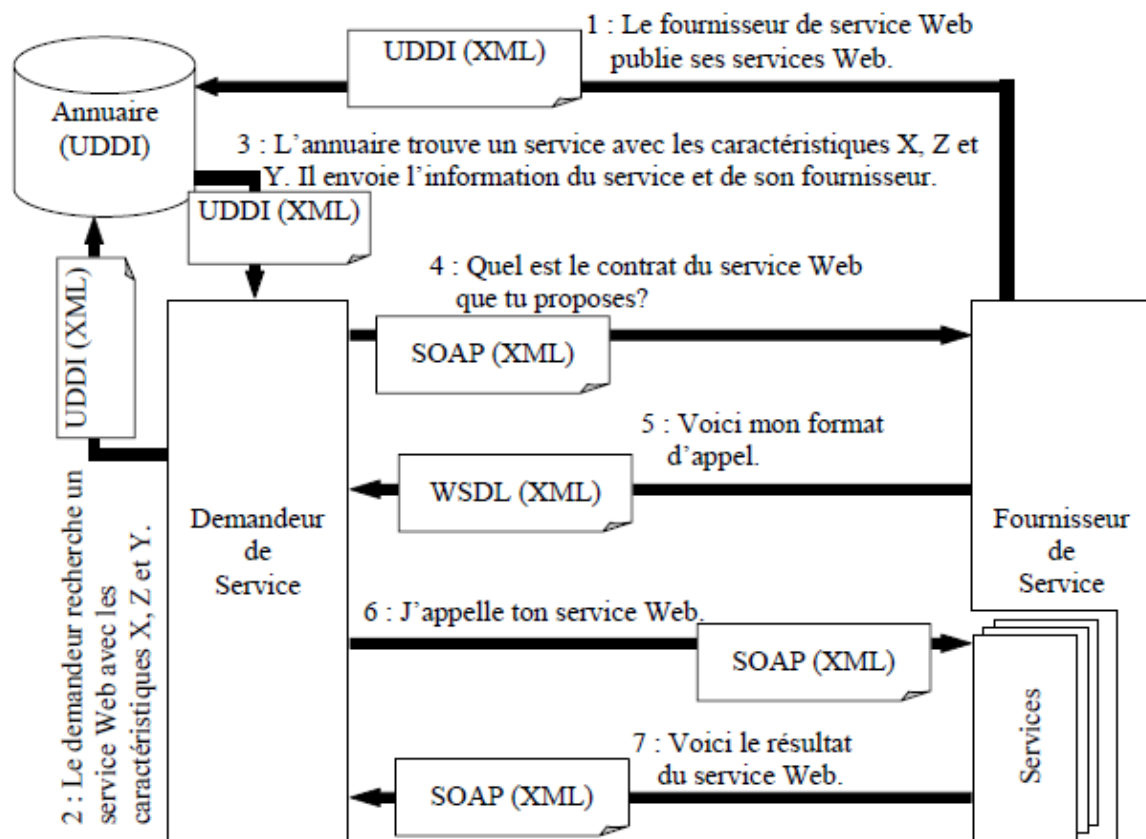 1 : Le fournisseur de service Web
publie ses services Web.
UDDI (XML)
Annuaire
(UDDI)
3 : L’annuaire trouve un service avec les caractéristiques X, Z et
Y. Il envoie l’information du service et de son fournisseur.
UDDI (XML)
UDDI (XML)
4 : Quel est le contrat du service Web
que tu proposes?
SOAP (XML)
5 : Voici mon format
d’appel.
WSDL (XML)
2 : Le demandeur recherche un
service Web avec les
caractéristiques X, Z et Y.
Demandeur
de
Service
Fournisseur
de
Service
6 : J’appelle ton service Web.
SOAP (XML)
Services
7 : Voici le résultat
du service Web.
SOAP (XML)